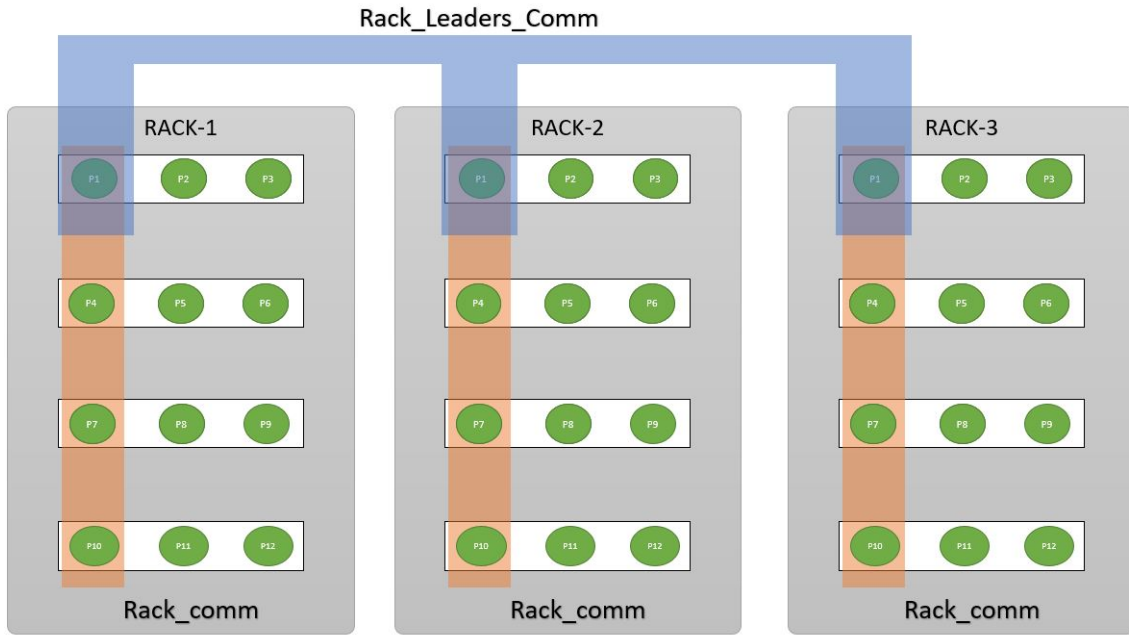 Rack_Leaders_Comm
RACK-1
RACK-2
RACK-3
P1 P2 P3
P1 P2 P3
P1 P2 P3
P4 P5 P6
P4 P5 P6
P4 P5 P6
P7 P8 P9
P7 P8 P9
P7 P8 P9
P10 P11 P12
P10 P11 P12
P10 P11 P12
Rack_comm
Rack_comm
Rack_comm